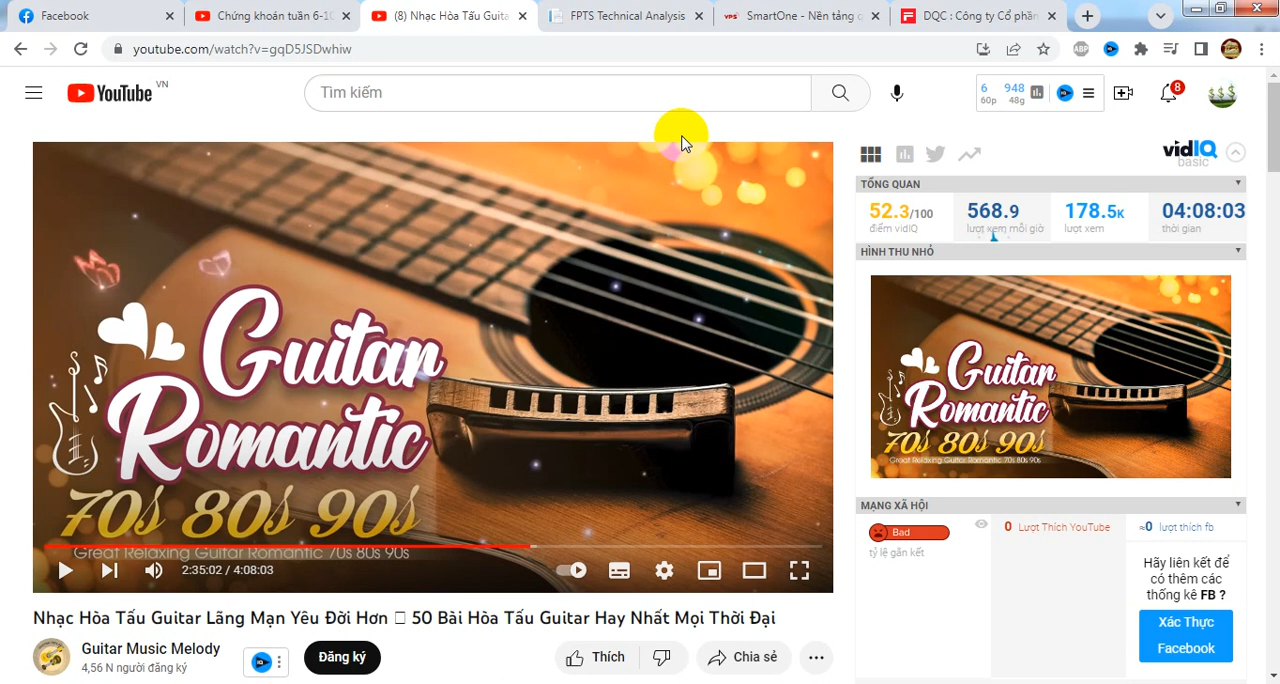 Facebook
Chứng khoán tuần 6-10
(8) Nhạc Hòa Tấu Guita
FPTS Technical Analysis
VPS SmartOne - Nền tảng q
DQC : Công ty Cổ phần
youtube.com/watch?v=gqD5JSDwhiw
ABP
YouTube VN
Tìm kiếm
6 948
60p 48g
8
vidIQ
basic
TỔNG QUAN
52.3/100
điểm vidIQ
568.9
lượt xem mỗi giờ
178.5K
lượt xem
04:08:03
thời gian
HÌNH THU NHỎ
Guitar
Romantic
70s 80s 90s
Great Relaxing Guitar Romantic 70s 80s 90s
Guitar
Romantic
70s 80s 90s
Great Relaxing Guitar Romantic 70s 80s 90s
2:35:02 / 4:08:03
MẠNG XÃ HỘI
Bad
tỷ lệ gắn kết
0 Lượt Thích YouTube
≈0 lượt thích fb
Hãy liên kết để
có thêm các
thống kê FB ?
Xác Thực
Facebook
Nhạc Hòa Tấu Guitar Lãng Mạn Yêu Đời Hơn 50 Bài Hòa Tấu Guitar Hay Nhất Mọi Thời Đại
Guitar Music Melody
4,56 N người đăng ký
Đăng ký
Thích
Chia sẻ